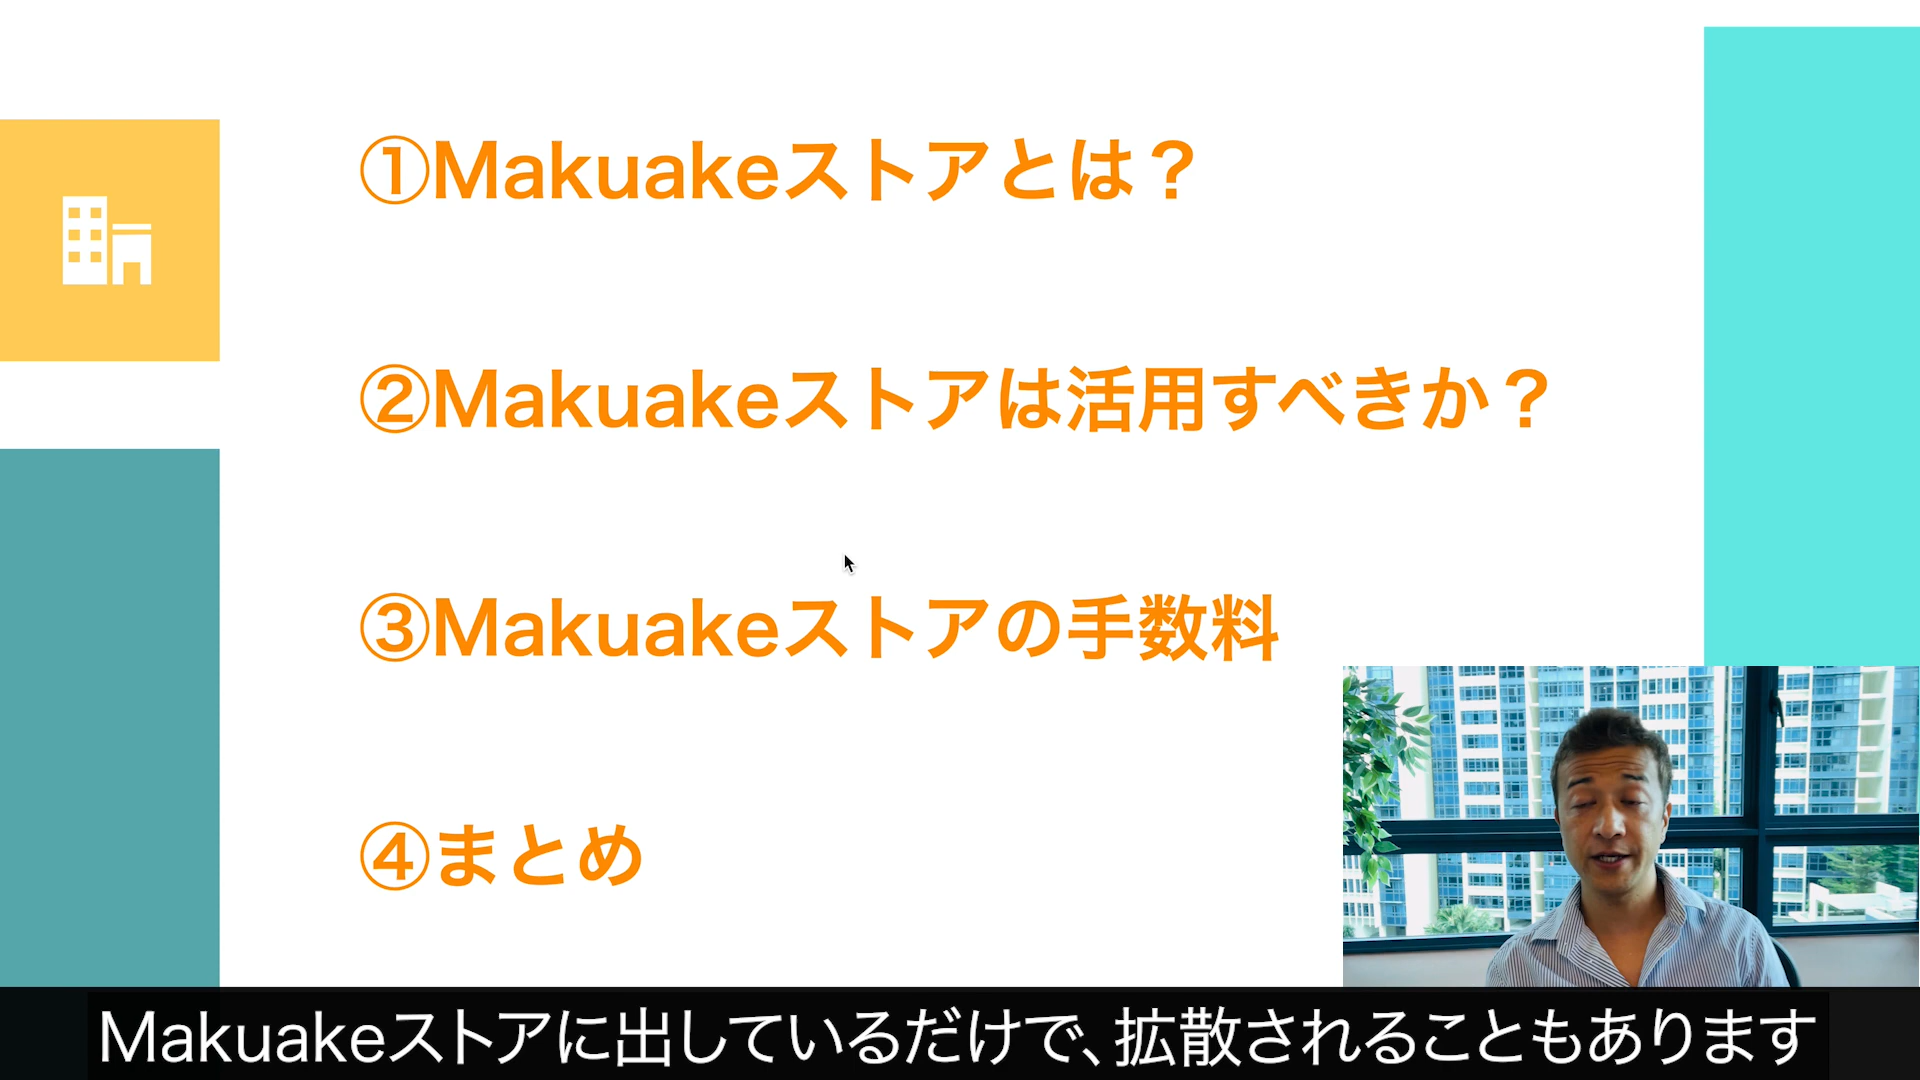 ①Makuakeストアとは？
②Makuakeストアは活用すべきか？
③Makuakeストアの手数料
④まとめ
Makuakeストアに出しているだけで、拡散されることもあります